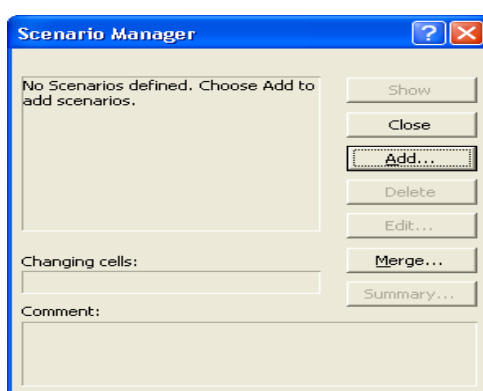 Scenario Manager
No Scenarios defined. Choose Add to
add scenarios.
Show
Close
Add...
Delete
Edit...
Changing cells:
Merge...
Summary...
Comment: